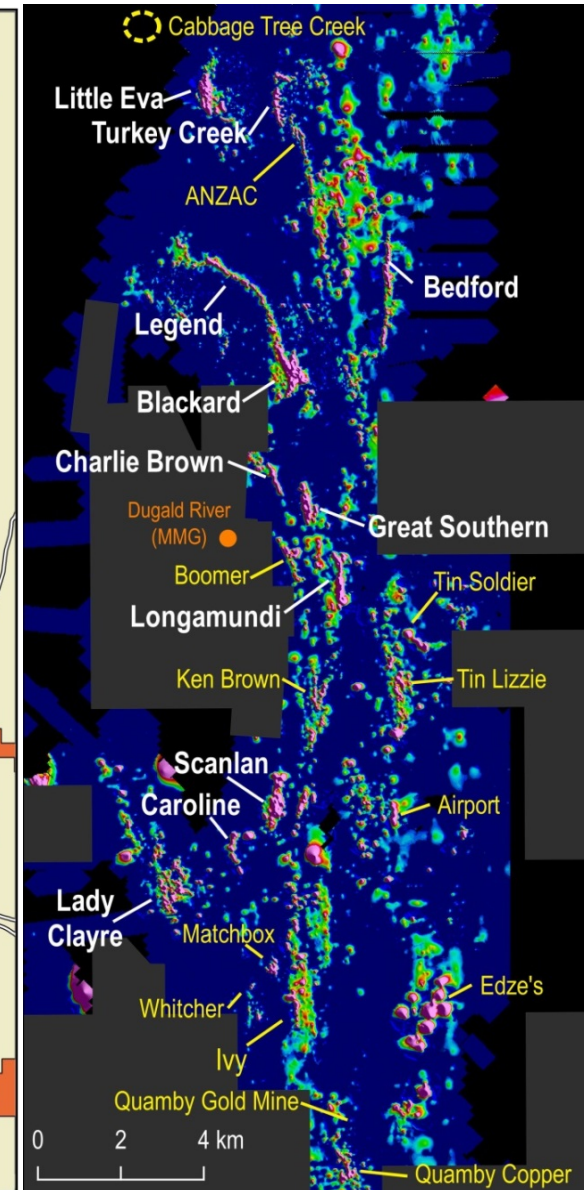 Cabbage Tree Creek
Little Eva
Turkey Creek
ANZAC
Bedford
Legend
Blackard
Charlie Brown
Dugald River
(MMG)
Great Southern
Boomer
Tin Soldier
Longamundi
Ken Brown
Tin Lizzie
Scanlan
Caroline
Airport
Lady
Clayre
Matchbox
Edze's
Whitcher
Ivy
Quamby Gold Mine
0 2 4 km
Quamby Copper